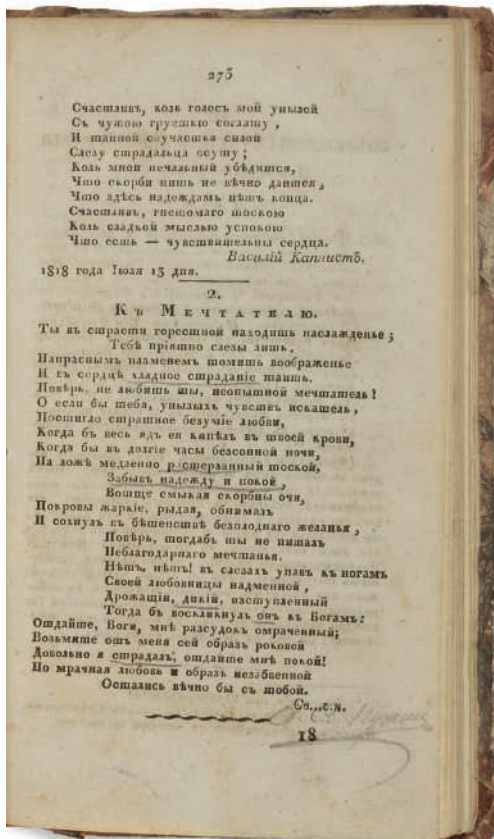 273
Счастливъ, коль голосъ мой унылой
Съ чужою грустью соглашу,
И тайной соучастья силой
Слезу страдальца осушу;
Коль мной печальный убѣдится,
Что скорби нить не вѣчно длится,
Что здѣсь надеждамъ нѣтъ конца.
Счастливъ, гнетомаго тоскою
Коль сладкой мыслью успокою
Что есть — чувствительны сердца.
Василій Капнистъ.
1818 года Іюля 13 дня.
2.
Къ Мечтателю.
Ты въ страсти горестной находишь наслажденье;
Тебѣ пріятно слезы лить,
Напраснымъ пламенемъ томить воображенье
И въ сердцѣ хладное страданіе таить.
Повѣрь, не любишь ты, неопытной мечтатель!
О если бы тебя, унылыхъ чувствъ искатель,
Постигло страшное безуміе любви,
Когда бъ весь ядъ ея кипѣлъ въ твоей крови,
Когда бы въ долгіе часы безсонной ночи,
На ложѣ медленно растерзанный тоской,
Забывъ надежду и покой,
Вотще смыкая скорбны очи,
Покровы жаркіе, рыдая, обнималъ
И сохнулъ въ бѣшенствѣ безплоднаго желанья,
Повѣрь, тогдабъ ты не питалъ
Неблагодарнаго мечтанья.
Нѣтъ, нѣтъ! въ слезахъ упавъ къ ногамъ
Своей любовницы надменной,
Дрожащій, дикій, изступленный
Тогда бъ воскликнулъ онъ къ Богамъ:
Отдайте, Боги, мнѣ разсудокъ омраченный;
Возьмите отъ меня сей образъ роковой
Довольно я страдалъ; отдайте мнѣ покой!
Но мрачная любовь и образъ незабвенной
Остались вѣчно бы съ тобой.
Св...ч.к.
18